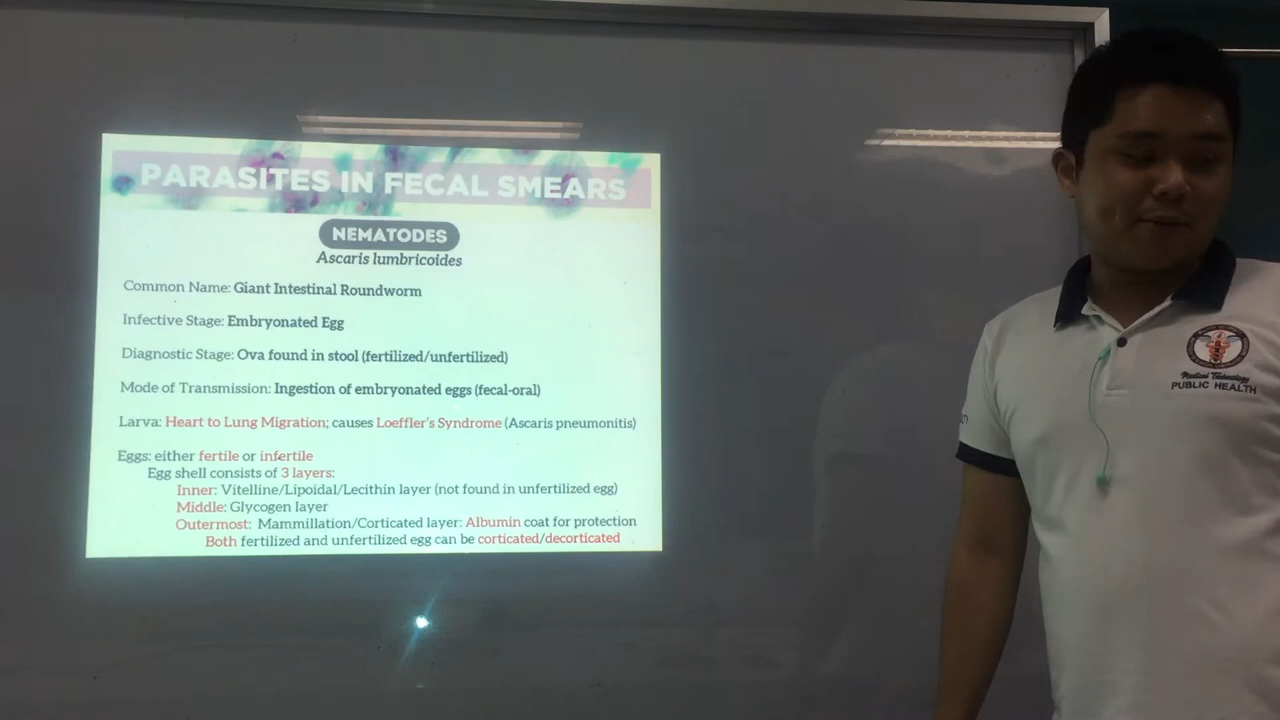 PARASITES IN FECAL SMEARS
NEMATODES
Ascaris lumbricoides
Common Name: Giant Intestinal Roundworm
Infective Stage: Embryonated Egg
Diagnostic Stage: Ova found in stool (fertilized/unfertilized)
Mode of Transmission: Ingestion of embryonated eggs (fecal-oral)
Larva: Heart to Lung Migration; causes Loeffler's Syndrome (Ascaris pneumonitis)
Eggs: either fertile or infertile
Egg shell consists of 3 layers:
Inner: Vitelline/Lipoidal/Lecithin layer (not found in unfertilized egg)
Middle: Glycogen layer
Outermost: Mammillation/Corticated layer: Albumin coat for protection
Both fertilized and unfertilized egg can be corticated/decorticated
Medical Technology
PUBLIC HEALTH